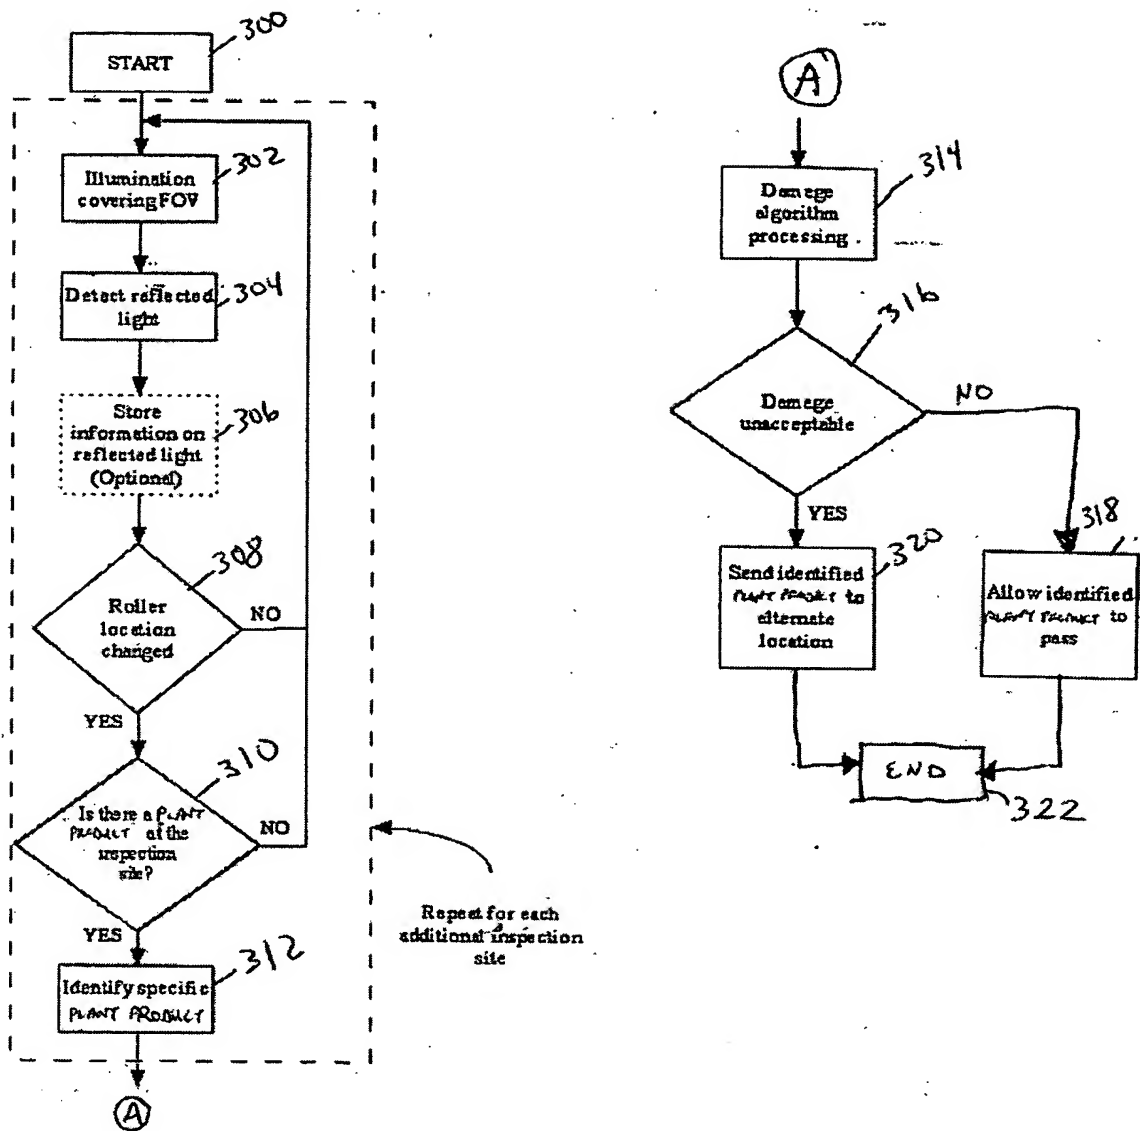 START
300
Illumination
covering FOV
302
Detect reflected
light
304
Store
information on
reflected light
(Optional)
306
Roller
location
changed
308
NO
YES
Is there a PLANT
PRODUCT at the
inspection
site?
310
NO
YES
Identify specific
PLANT PRODUCT
312
A
Repeat for each
additional inspection
site
A
Damage
algorithm
processing
314
Damage
unacceptable
316
NO
YES
Send identified
PLANT PRODUCT to
alternate
location
320
Allow identified
PLANT PRODUCT to
pass
318
END
322